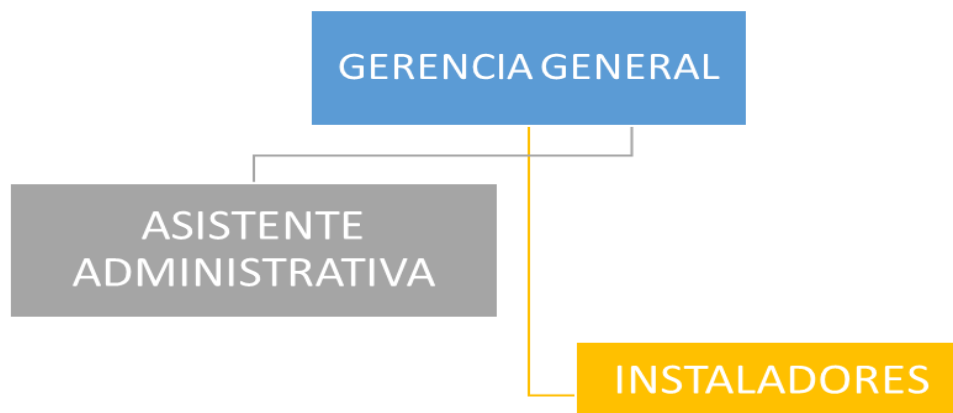 GERENCIA GENERAL
ASISTENTE
ADMINISTRATIVA
INSTALADORES